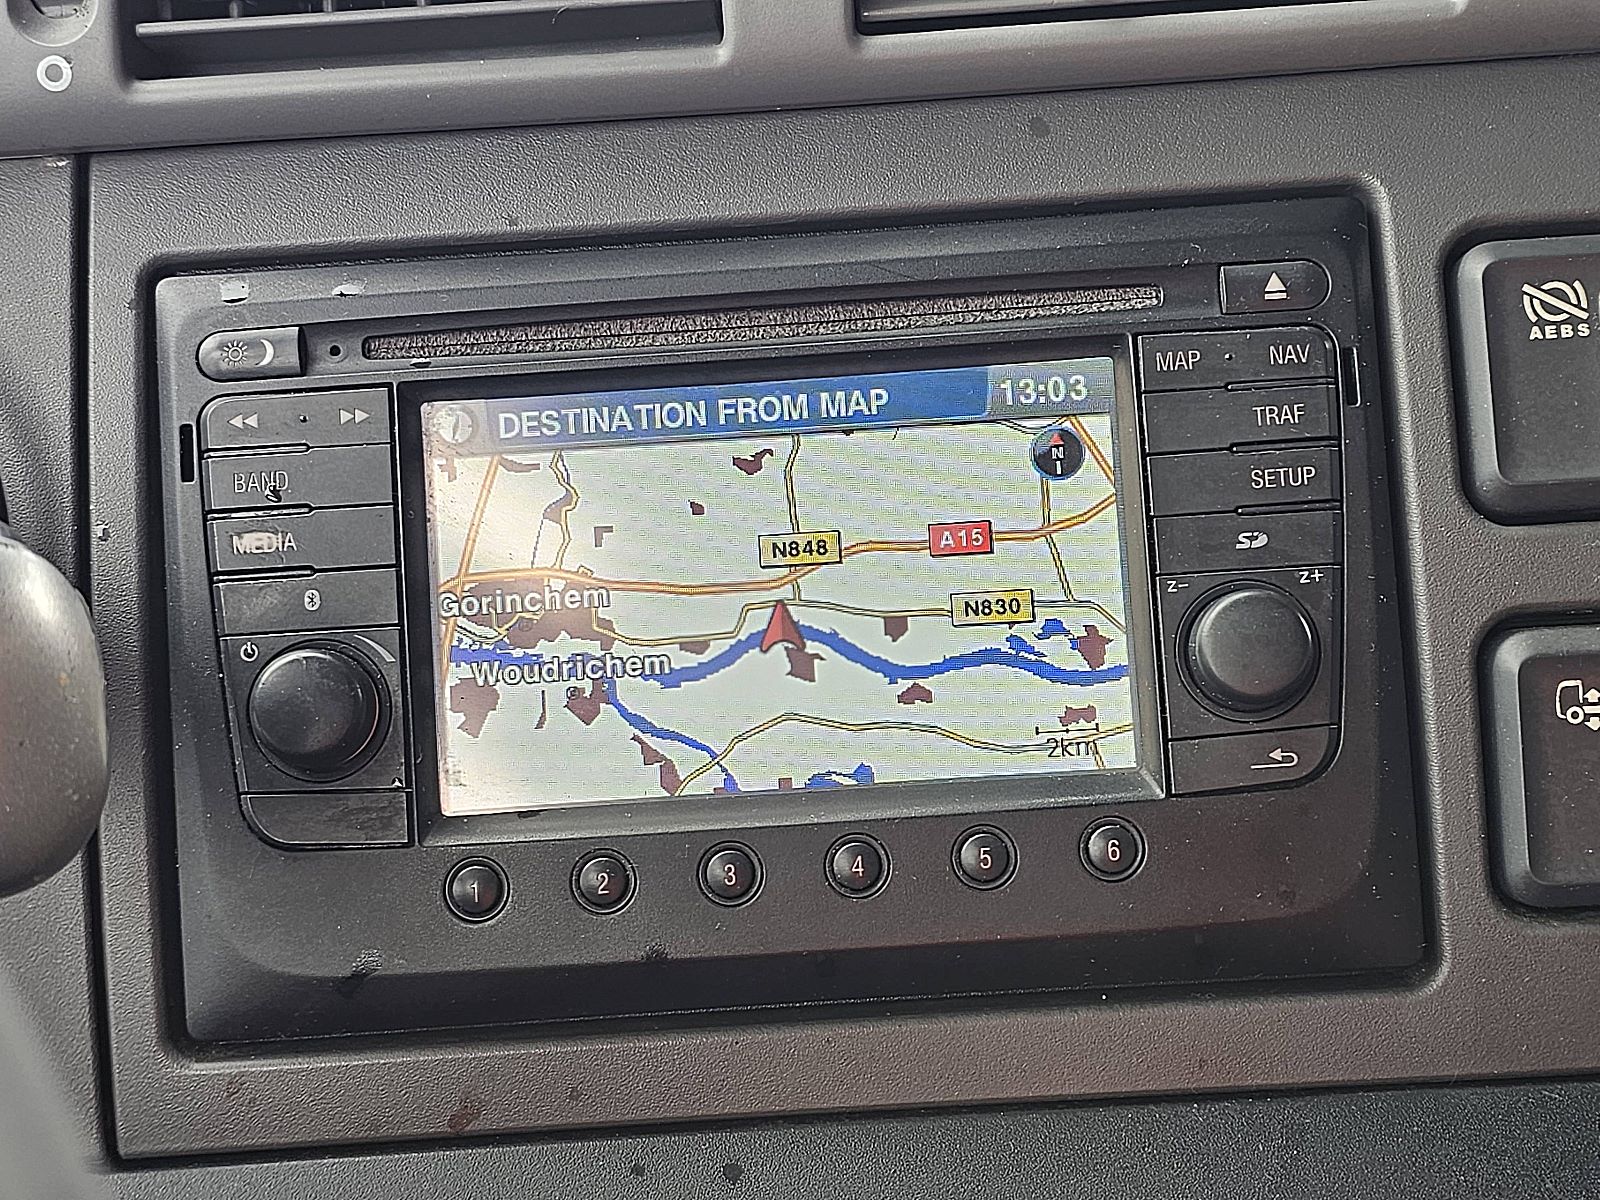 DESTINATION FROM MAP 13:03
N
N848
A15
Gorinchem
N830
Woudrichem
2km
BAND
MEDIA
MAP · NAV
TRAF
SETUP
SD
z- z+
1 2 3 4 5 6
AEBS